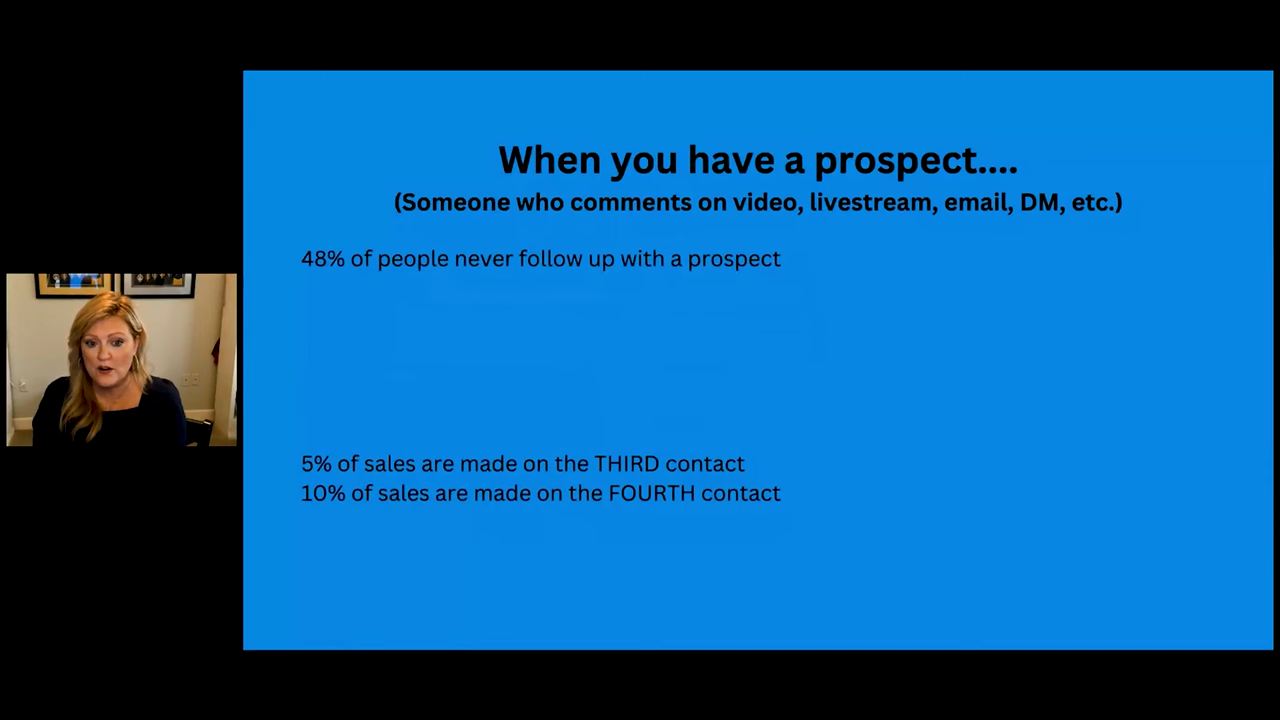 When you have a prospect....
(Someone who comments on video, livestream, email, DM, etc.)
48% of people never follow up with a prospect
5% of sales are made on the THIRD contact
10% of sales are made on the FOURTH contact